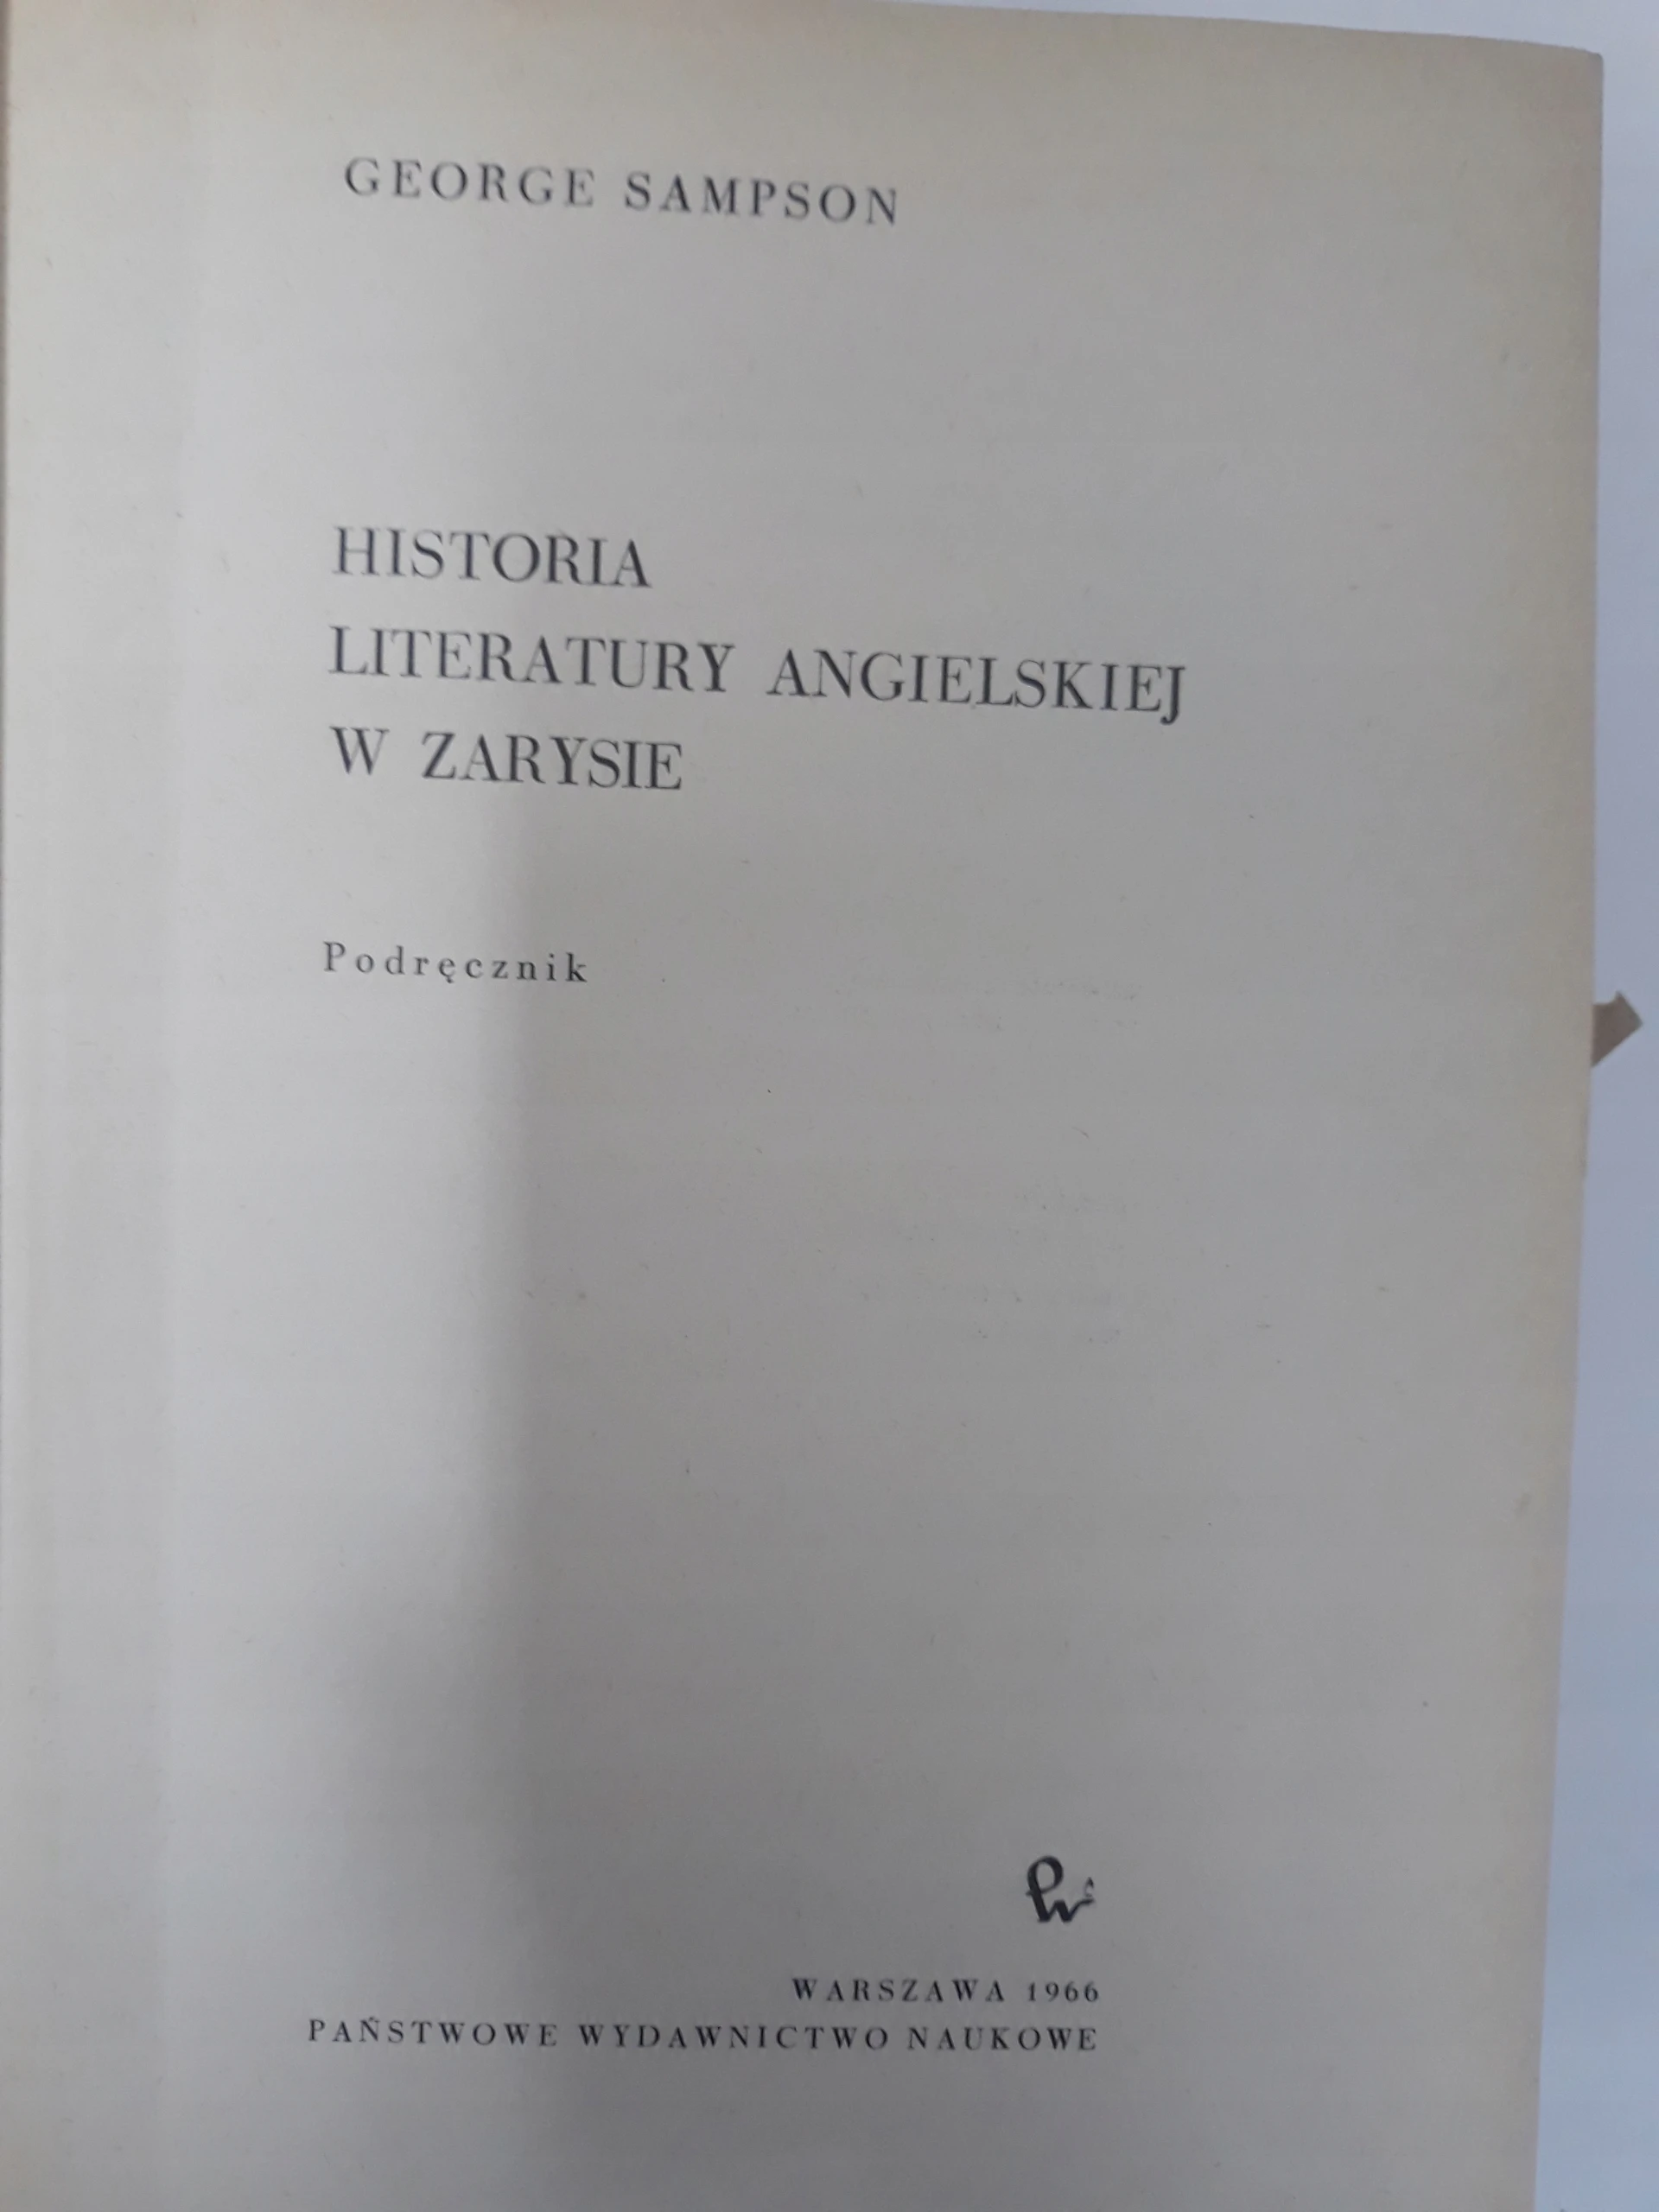 GEORGE SAMPSON
HISTORIA
LITERATURY ANGIELSKIEJ
W ZARYSIE
Podręcznik
WARSZAWA 1966
PAŃSTWOWE WYDAWNICTWO NAUKOWE